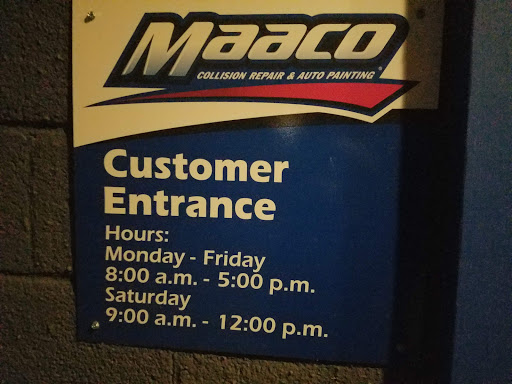 Maaco
COLLISION REPAIR & AUTO PAINTING
Customer
Entrance
Hours:
Monday - Friday
8:00 a.m. - 5:00 p.m.
Saturday
9:00 a.m. - 12:00 p.m.